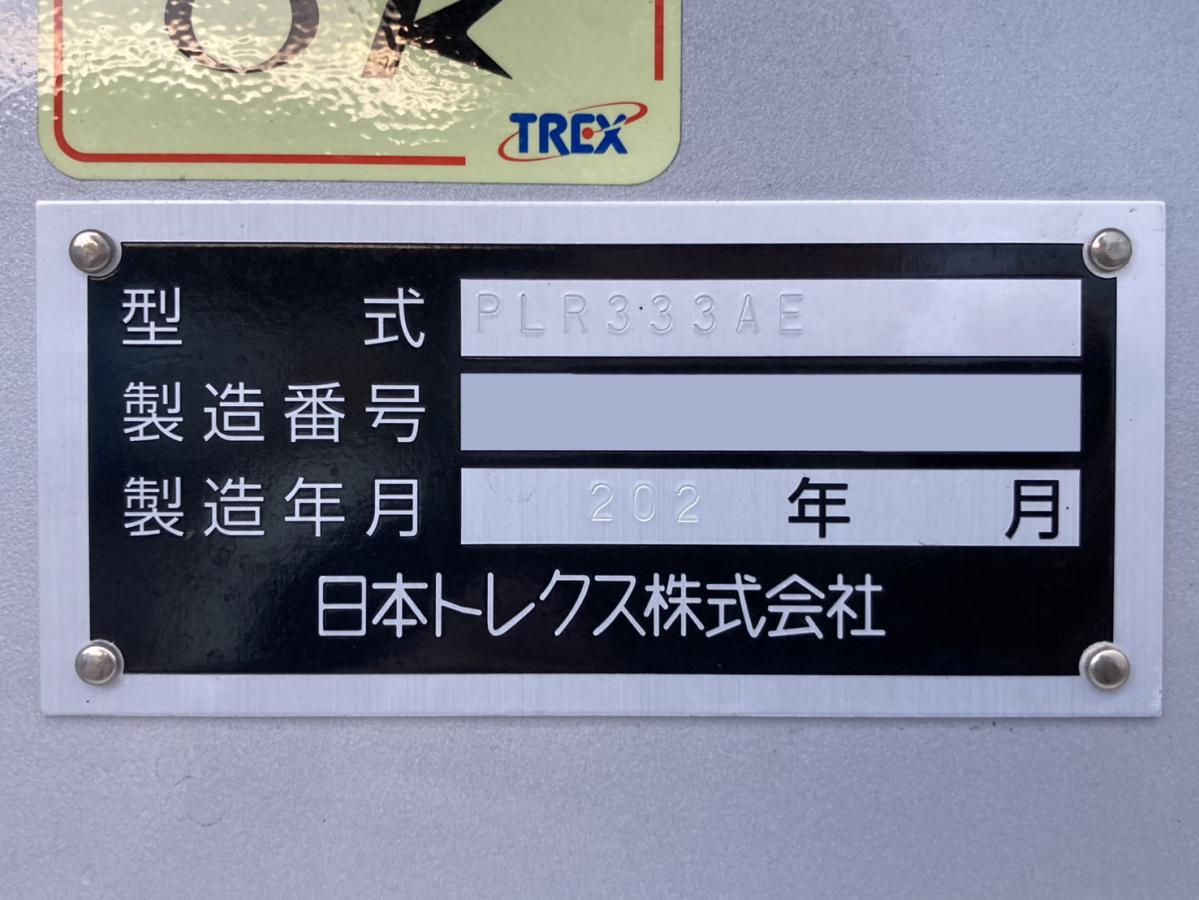 OK
TREX
型式 PLR333AE
製造番号
製造年月 202 年 月
日本トレクス株式会社